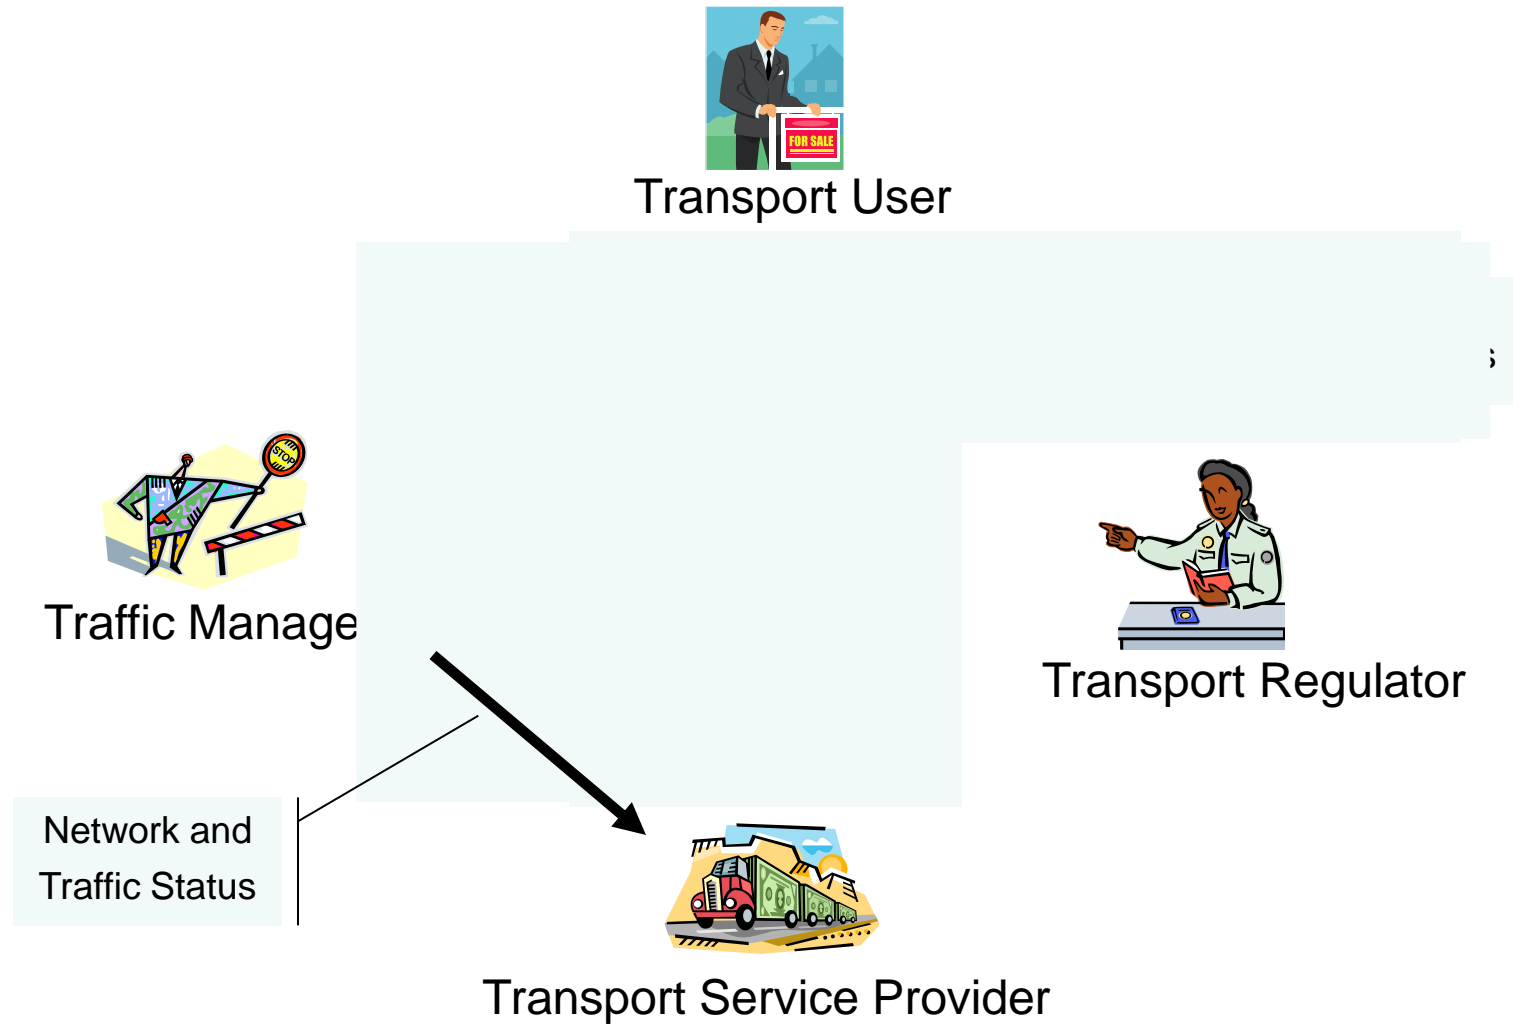 FOR SALE
Transport User
s
STOP
Traffic Manage
Transport Regulator
Network and
Traffic Status
Transport Service Provider